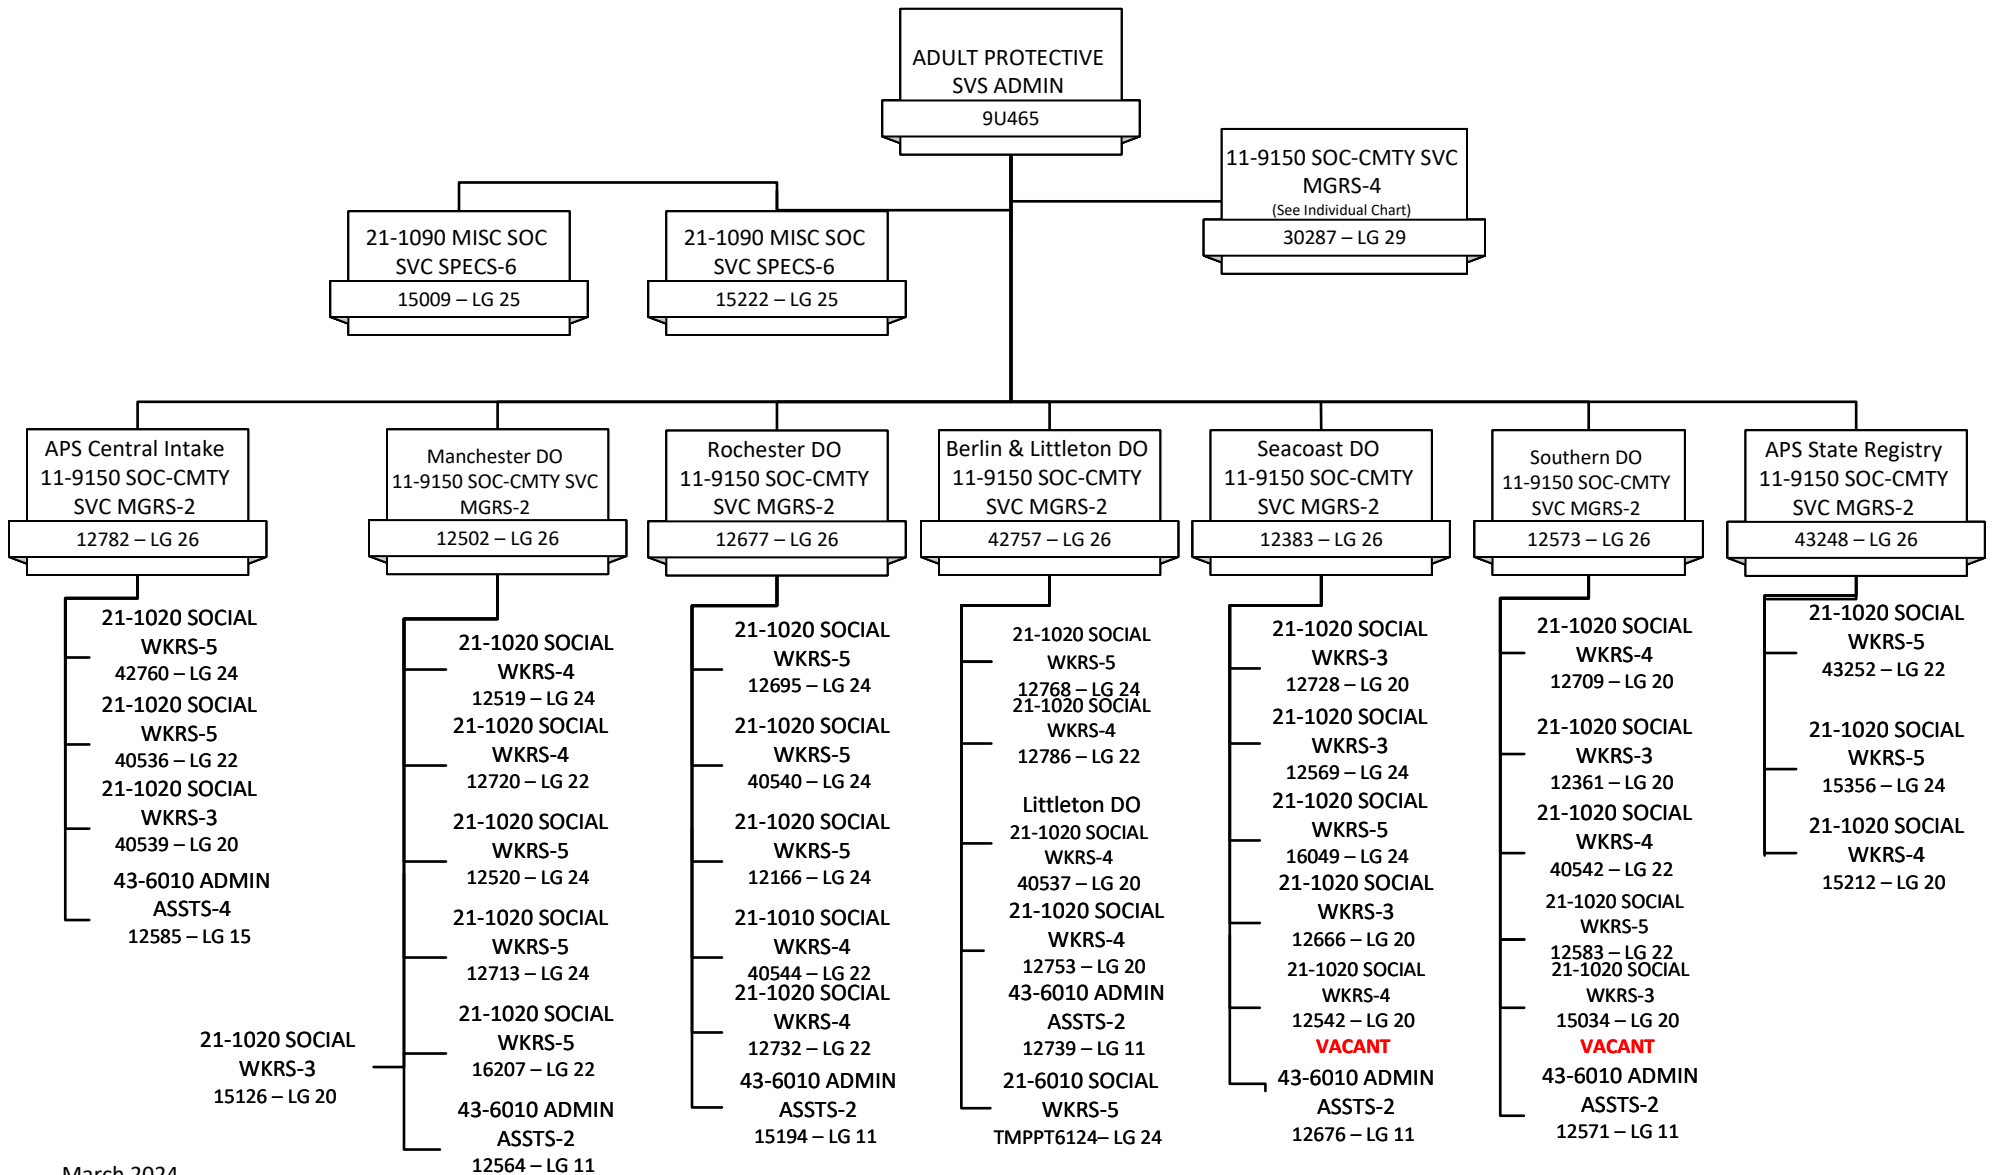 ADULT PROTECTIVE
SVS ADMIN
9U465
11-9150 SOC-CMTY SVC
MGRS-4
(See Individual Chart)
30287 – LG 29
21-1090 MISC SOC
SVC SPECS-6
15009 – LG 25
21-1090 MISC SOC
SVC SPECS-6
15222 – LG 25
APS Central Intake
11-9150 SOC-CMTY
SVC MGRS-2
12782 – LG 26
21-1020 SOCIAL
WKRS-5
42760 – LG 24
21-1020 SOCIAL
WKRS-5
40536 – LG 22
21-1020 SOCIAL
WKRS-3
40539 – LG 20
43-6010 ADMIN
ASSTS-4
12585 – LG 15
Manchester DO
11-9150 SOC-CMTY SVC
MGRS-2
12502 – LG 26
21-1020 SOCIAL
WKRS-4
12519 – LG 24
21-1020 SOCIAL
WKRS-4
12720 – LG 22
21-1020 SOCIAL
WKRS-5
12520 – LG 24
21-1020 SOCIAL
WKRS-5
12713 – LG 24
21-1020 SOCIAL
WKRS-5
16207 – LG 22
21-1020 SOCIAL
WKRS-3
15126 – LG 20
43-6010 ADMIN
ASSTS-2
12564 – LG 11
Rochester DO
11-9150 SOC-CMTY
SVC MGRS-2
12677 – LG 26
21-1020 SOCIAL
WKRS-5
12695 – LG 24
21-1020 SOCIAL
WKRS-5
40540 – LG 24
21-1020 SOCIAL
WKRS-5
12166 – LG 24
21-1010 SOCIAL
WKRS-4
40544 – LG 22
21-1020 SOCIAL
WKRS-4
12732 – LG 22
43-6010 ADMIN
ASSTS-2
15194 – LG 11
Berlin & Littleton DO
11-9150 SOC-CMTY
SVC MGRS-2
42757 – LG 26
21-1020 SOCIAL
WKRS-5
12768 – LG 24
21-1020 SOCIAL
WKRS-4
12786 – LG 22
Littleton DO
21-1020 SOCIAL
WKRS-4
40537 – LG 20
21-1020 SOCIAL
WKRS-4
12753 – LG 20
43-6010 ADMIN
ASSTS-2
12739 – LG 11
21-6010 SOCIAL
WKRS-5
TMPPT6124– LG 24
Seacoast DO
11-9150 SOC-CMTY
SVC MGRS-2
12383 – LG 26
21-1020 SOCIAL
WKRS-3
12728 – LG 20
21-1020 SOCIAL
WKRS-3
12569 – LG 24
21-1020 SOCIAL
WKRS-5
16049 – LG 24
21-1020 SOCIAL
WKRS-3
12666 – LG 20
21-1020 SOCIAL
WKRS-4
12542 – LG 20
VACANT
43-6010 ADMIN
ASSTS-2
12676 – LG 11
Southern DO
11-9150 SOC-CMTY
SVC MGRS-2
12573 – LG 26
21-1020 SOCIAL
WKRS-4
12709 – LG 20
21-1020 SOCIAL
WKRS-3
12361 – LG 20
21-1020 SOCIAL
WKRS-4
40542 – LG 22
21-1020 SOCIAL
WKRS-5
12583 – LG 22
21-1020 SOCIAL
WKRS-3
15034 – LG 20
VACANT
43-6010 ADMIN
ASSTS-2
12571 – LG 11
APS State Registry
11-9150 SOC-CMTY
SVC MGRS-2
43248 – LG 26
21-1020 SOCIAL
WKRS-5
43252 – LG 22
21-1020 SOCIAL
WKRS-5
15356 – LG 24
21-1020 SOCIAL
WKRS-4
15212 – LG 20
March 2024